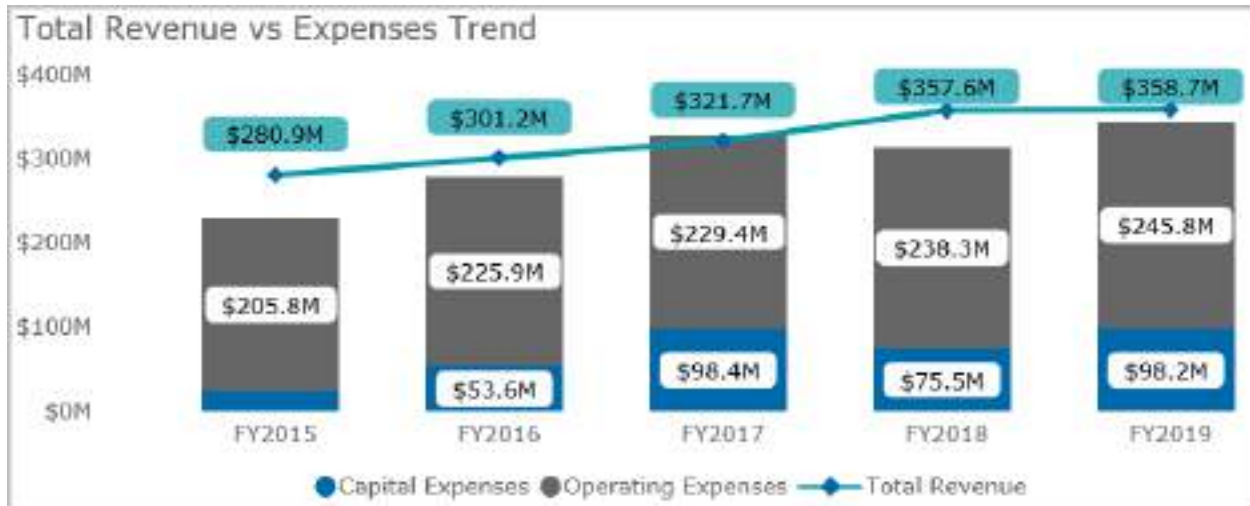 Total Revenue vs Expenses Trend
$400M
$300M
$200M
$100M
$0M
$280.9M
$301.2M
$321.7M
$357.6M
$358.7M
$205.8M
$225.9M
$229.4M
$238.3M
$245.8M
$53.6M
$98.4M
$75.5M
$98.2M
FY2015 FY2016 FY2017 FY2018 FY2019
Capital Expenses Operating Expenses Total Revenue